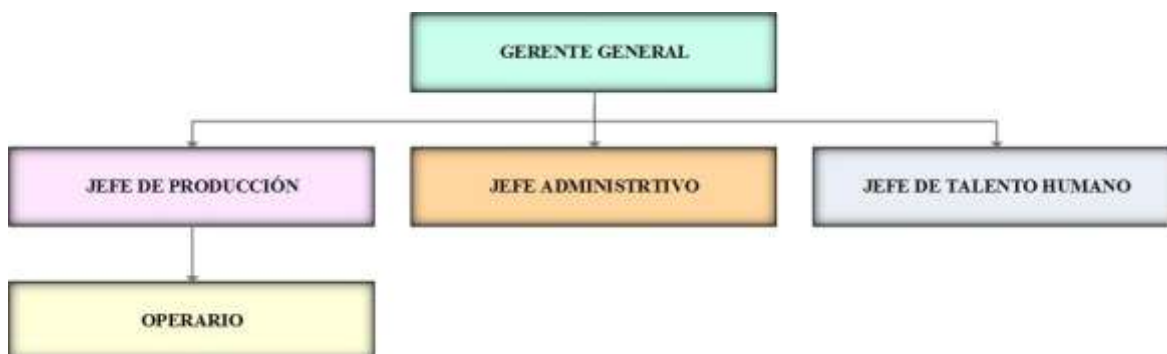 GERENTE GENERAL
JEFE DE PRODUCCIÓN
JEFE ADMINISTRTIVO
JEFE DE TALENTO HUMANO
OPERARIO